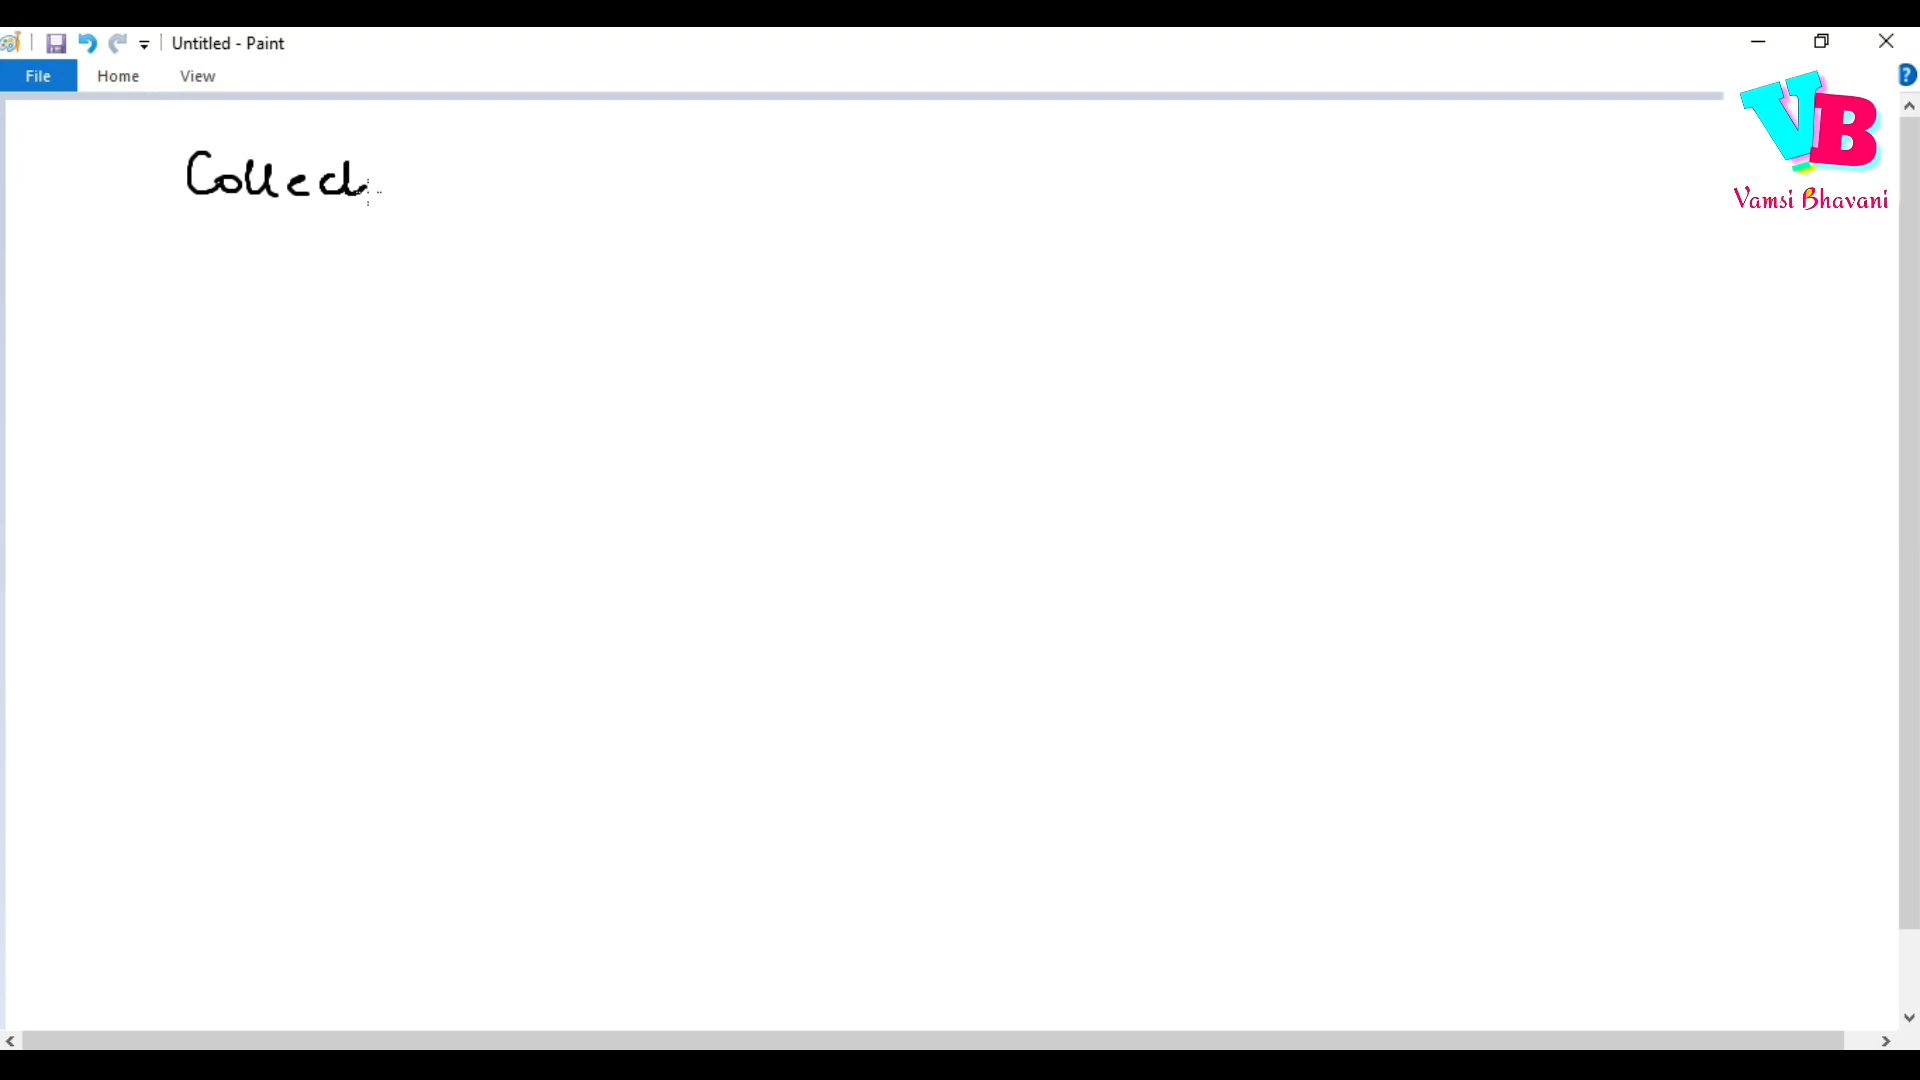 Untitled - Paint
File Home View
?
VB
Vamsi Bhavani
Collect